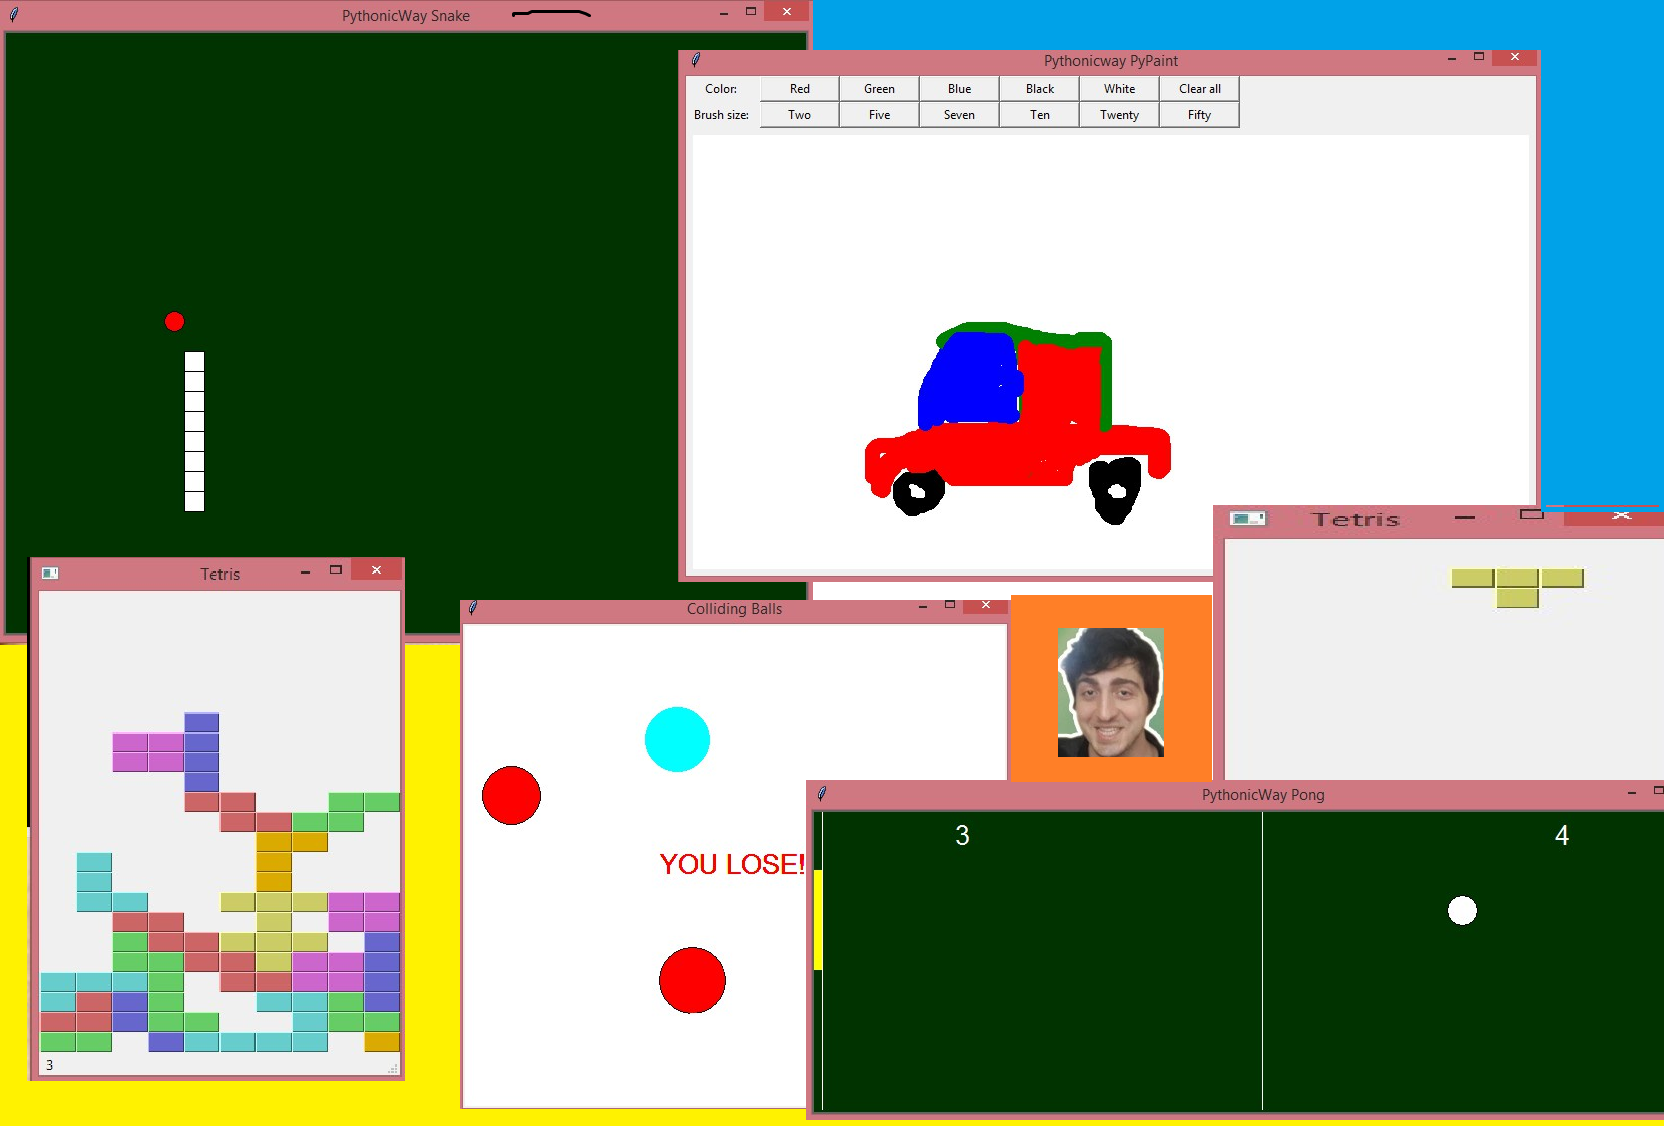 PythonicWay Snake
Pythonicway PyPaint
Color: Red Green Blue Black White Clear all
Brush size: Two Five Seven Ten Twenty Fifty
Tetris
Tetris
3
Colliding Balls
YOU LOSE!
PythonicWay Pong
3 4